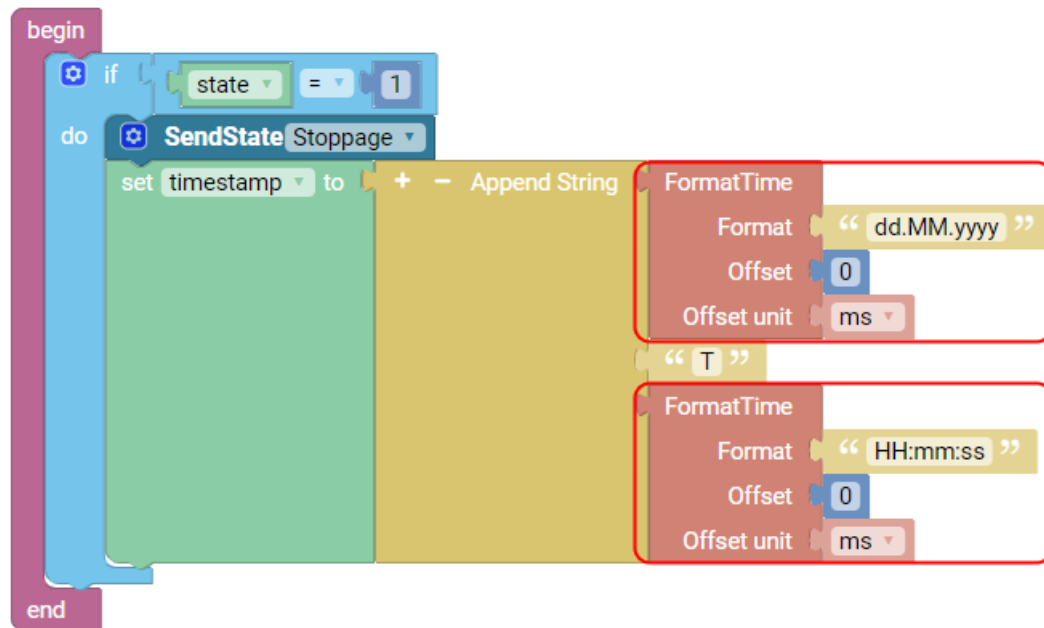 begin
if state = 1
do SendState Stoppage
set timestamp to + − Append String FormatTime
Format “ dd.MM.yyyy ”
Offset 0
Offset unit ms
“ T ”
FormatTime
Format “ HH:mm:ss ”
Offset 0
Offset unit ms
end